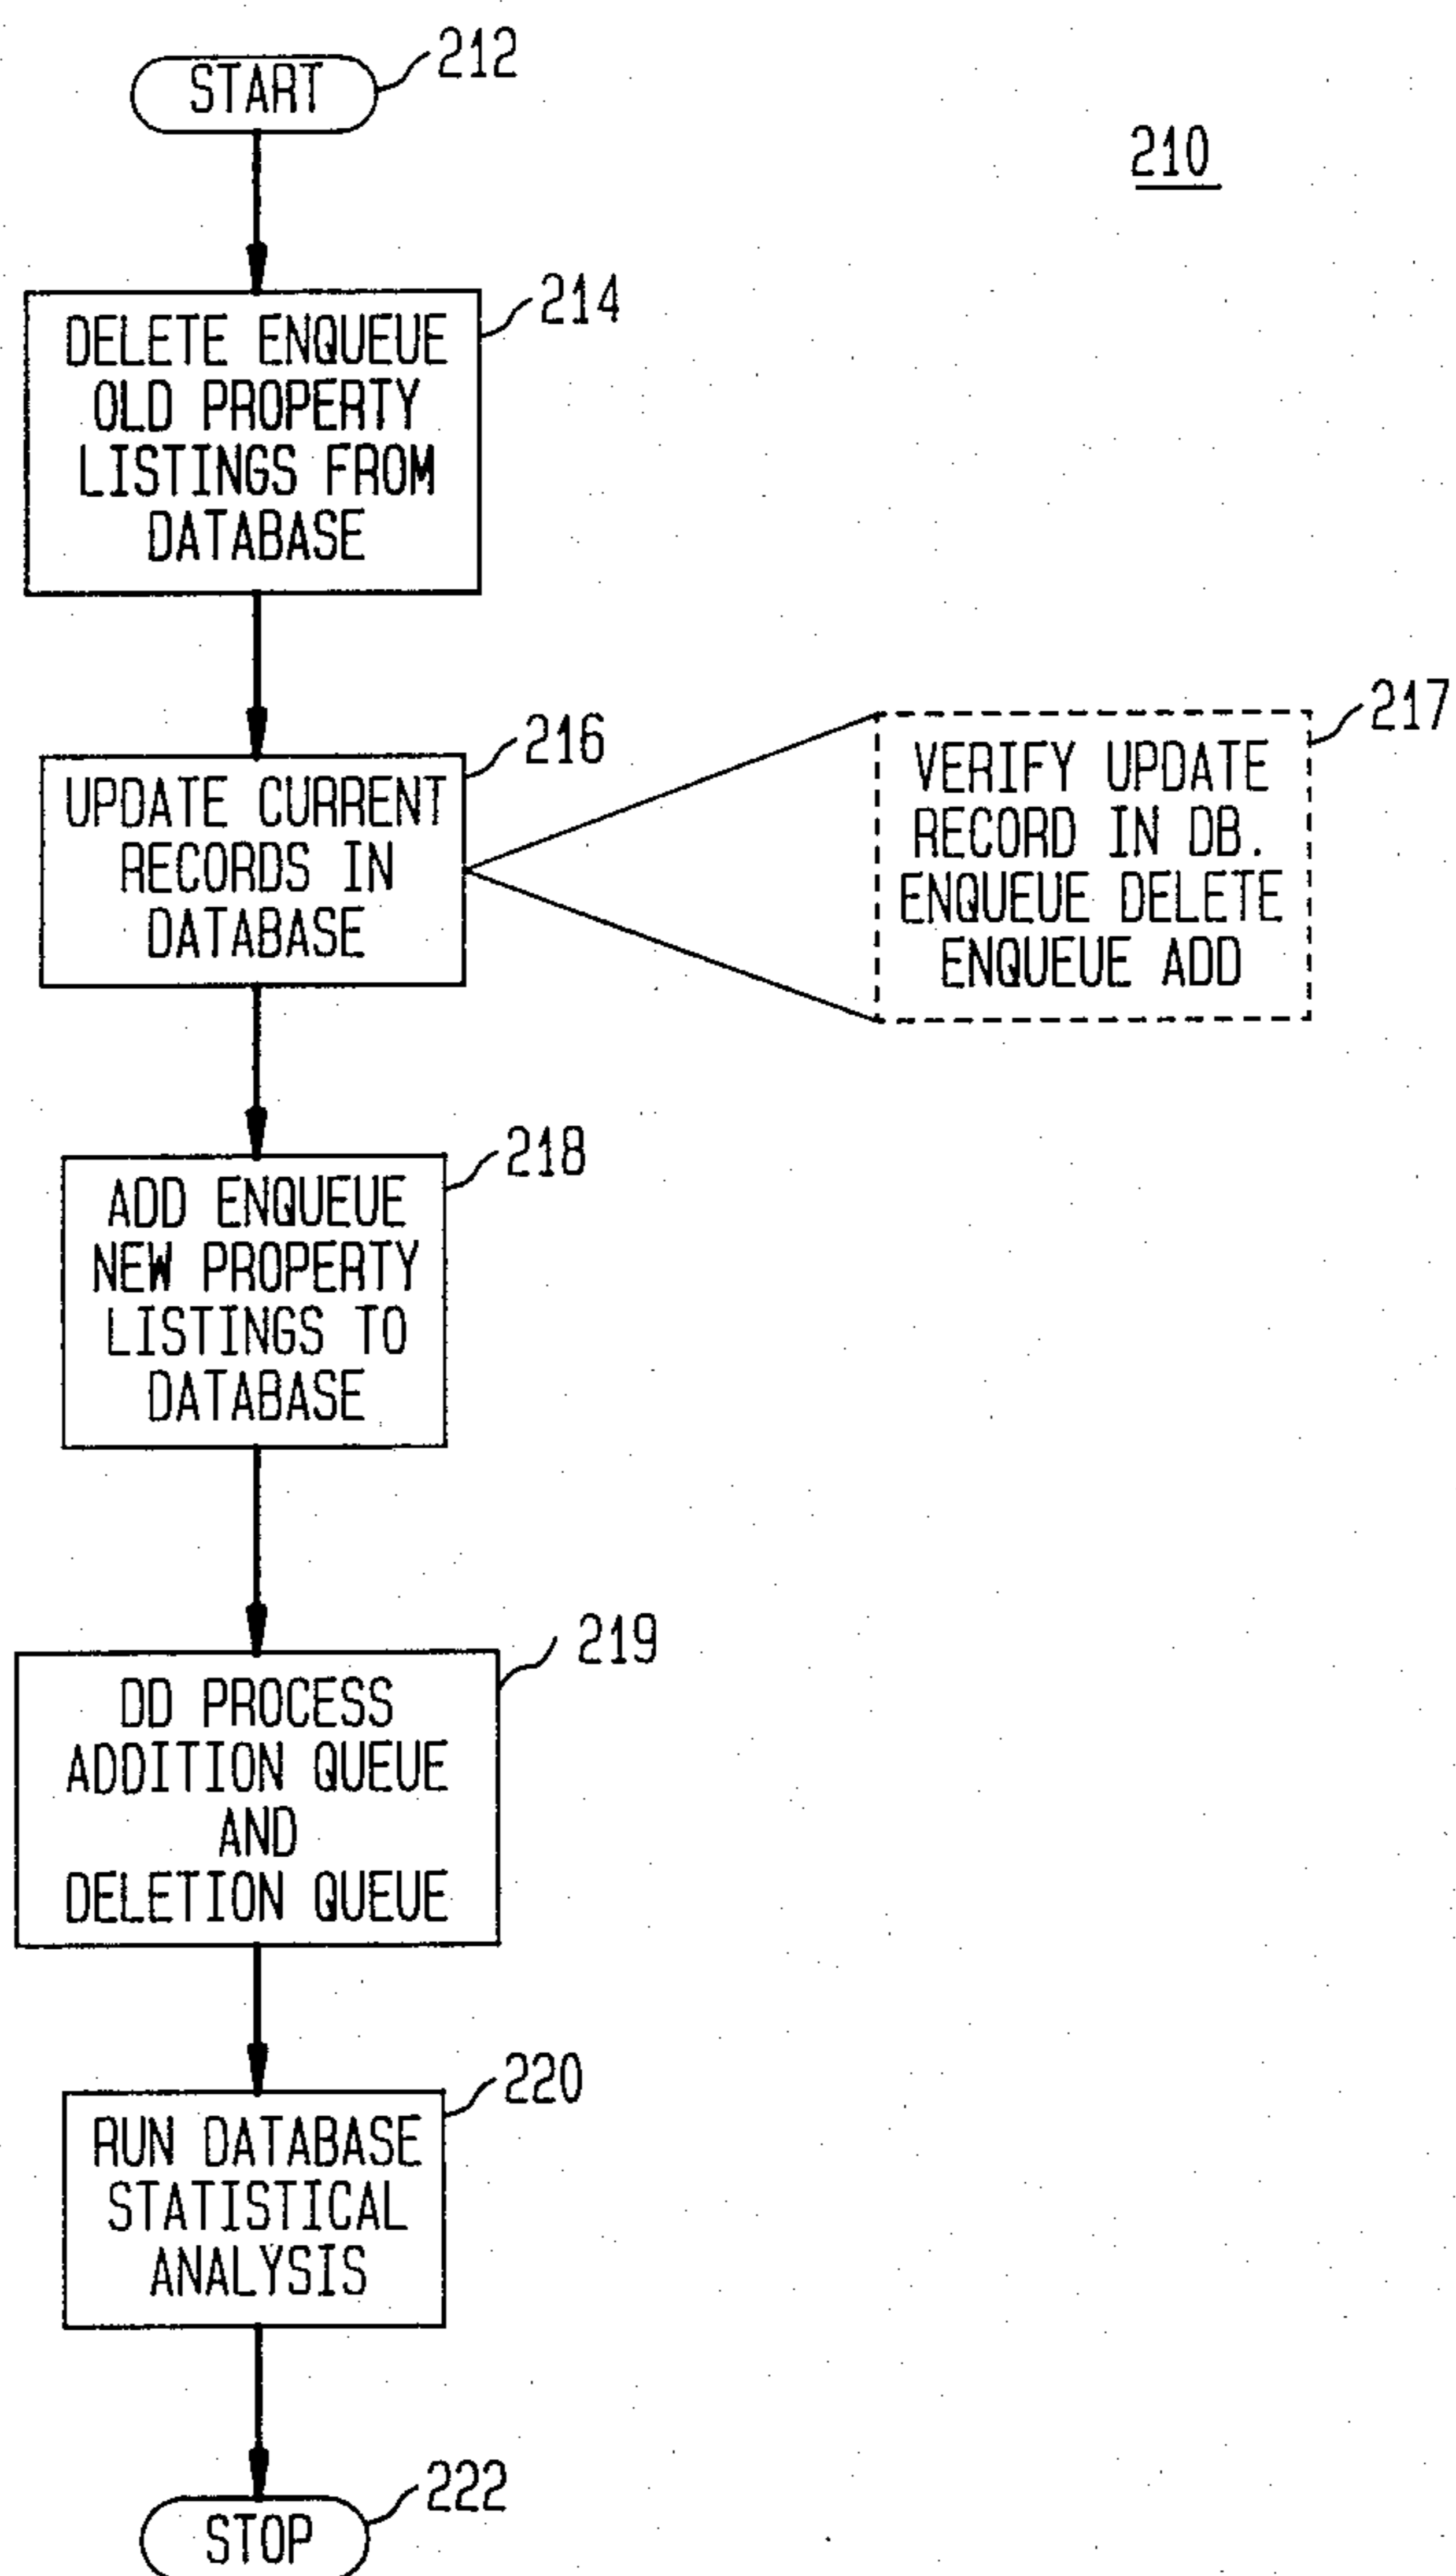 START
212
210
DELETE ENQUEUE
OLD PROPERTY
LISTINGS FROM
DATABASE
214
UPDATE CURRENT
RECORDS IN
DATABASE
216
VERIFY UPDATE
RECORD IN DB.
ENQUEUE DELETE
ENQUEUE ADD
217
ADD ENQUEUE
NEW PROPERTY
LISTINGS TO
DATABASE
218
DD PROCESS
ADDITION QUEUE
AND
DELETION QUEUE
219
RUN DATABASE
STATISTICAL
ANALYSIS
220
STOP
222